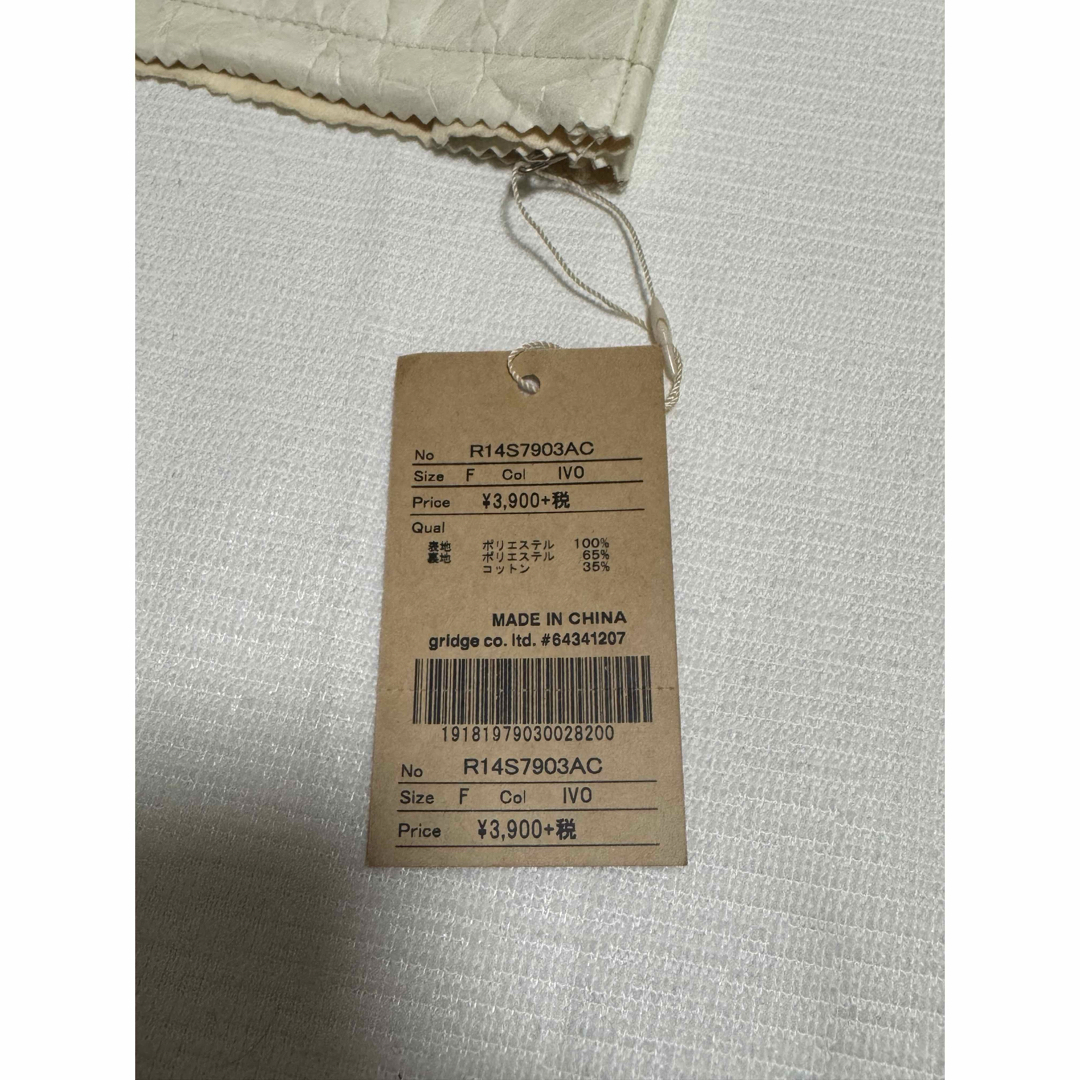 No R14S7903AC
Size F Col IVO
Price ¥3,900+税
Qual
表地 ポリエステル 100%
裏地 ポリエステル 65%
コットン 35%
MADE IN CHINA
gridge co. ltd. #64341207
19181979030028200
No R14S7903AC
Size F Col IVO
Price ¥3,900+税